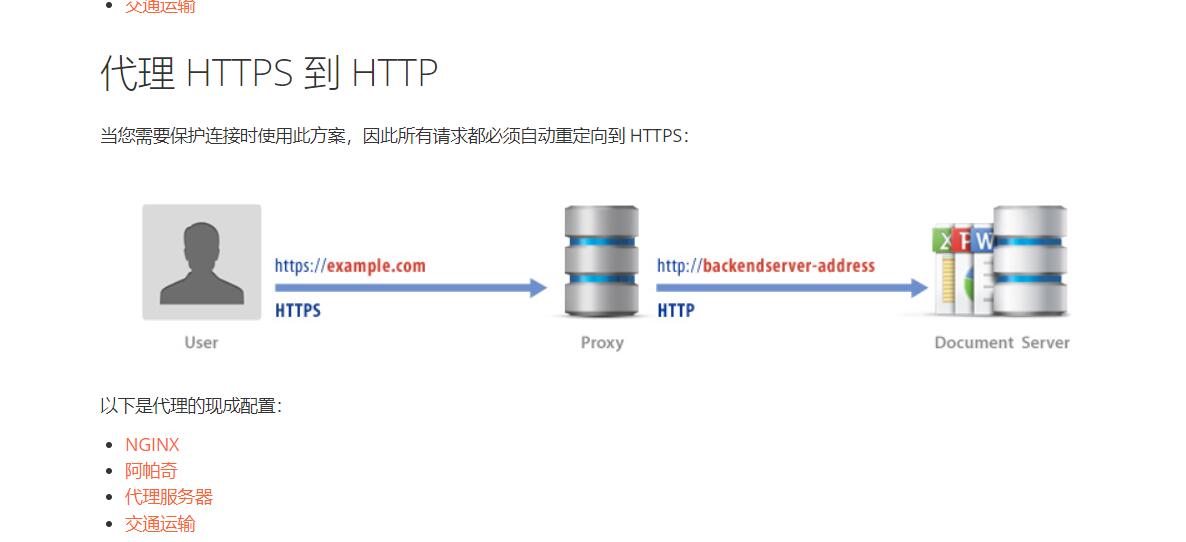 交通运输
代理 HTTPS 到 HTTP
当您需要保护连接时使用此方案，因此所有请求都必须自动重定向到 HTTPS：
https://example.com
HTTPS
http://backendserver-address
HTTP
X P W
User
Proxy
Document Server
以下是代理的现成配置：
NGINX
阿帕奇
代理服务器
交通运输